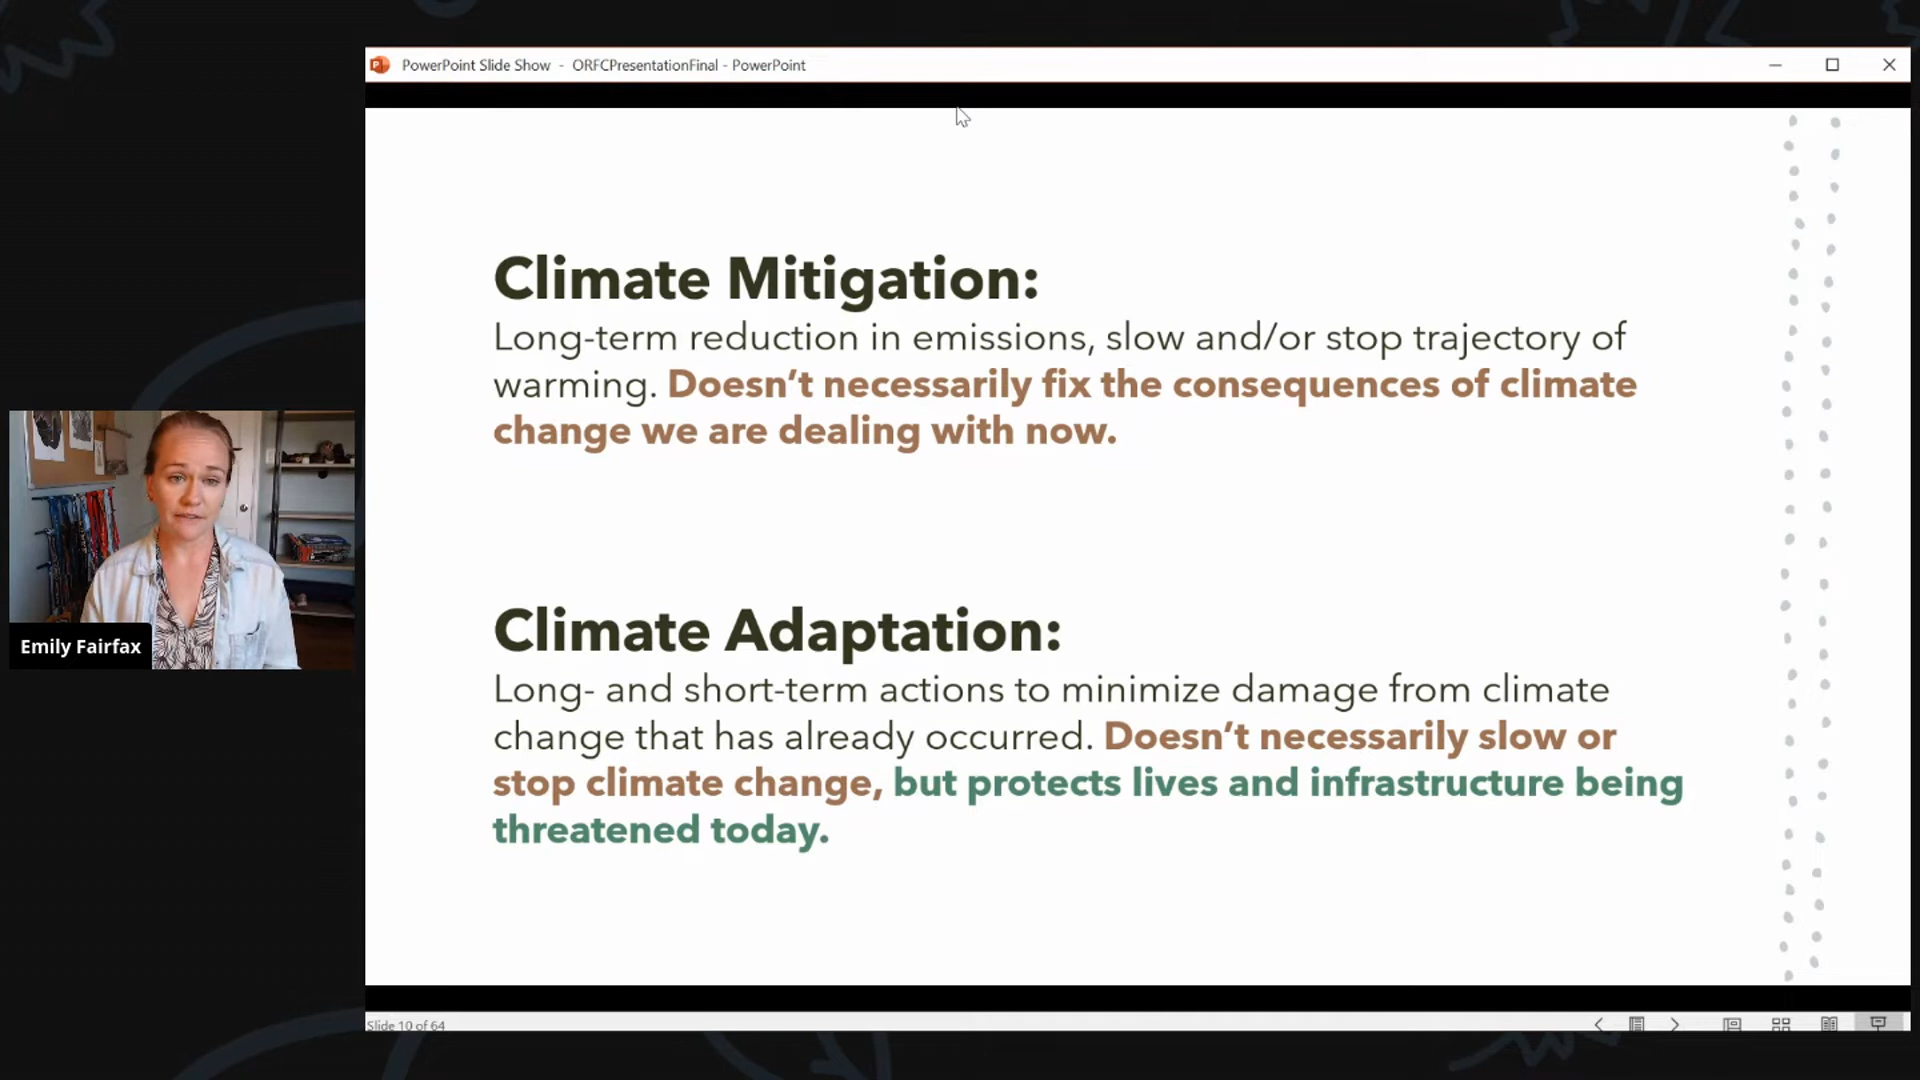 PowerPoint Slide Show - ORFCPresentationFinal - PowerPoint
Climate Mitigation:
Long-term reduction in emissions, slow and/or stop trajectory of
warming. Doesn’t necessarily fix the consequences of climate
change we are dealing with now.
Climate Adaptation:
Long- and short-term actions to minimize damage from climate
change that has already occurred. Doesn’t necessarily slow or
stop climate change, but protects lives and infrastructure being
threatened today.
Emily Fairfax
Slide 10 of 64